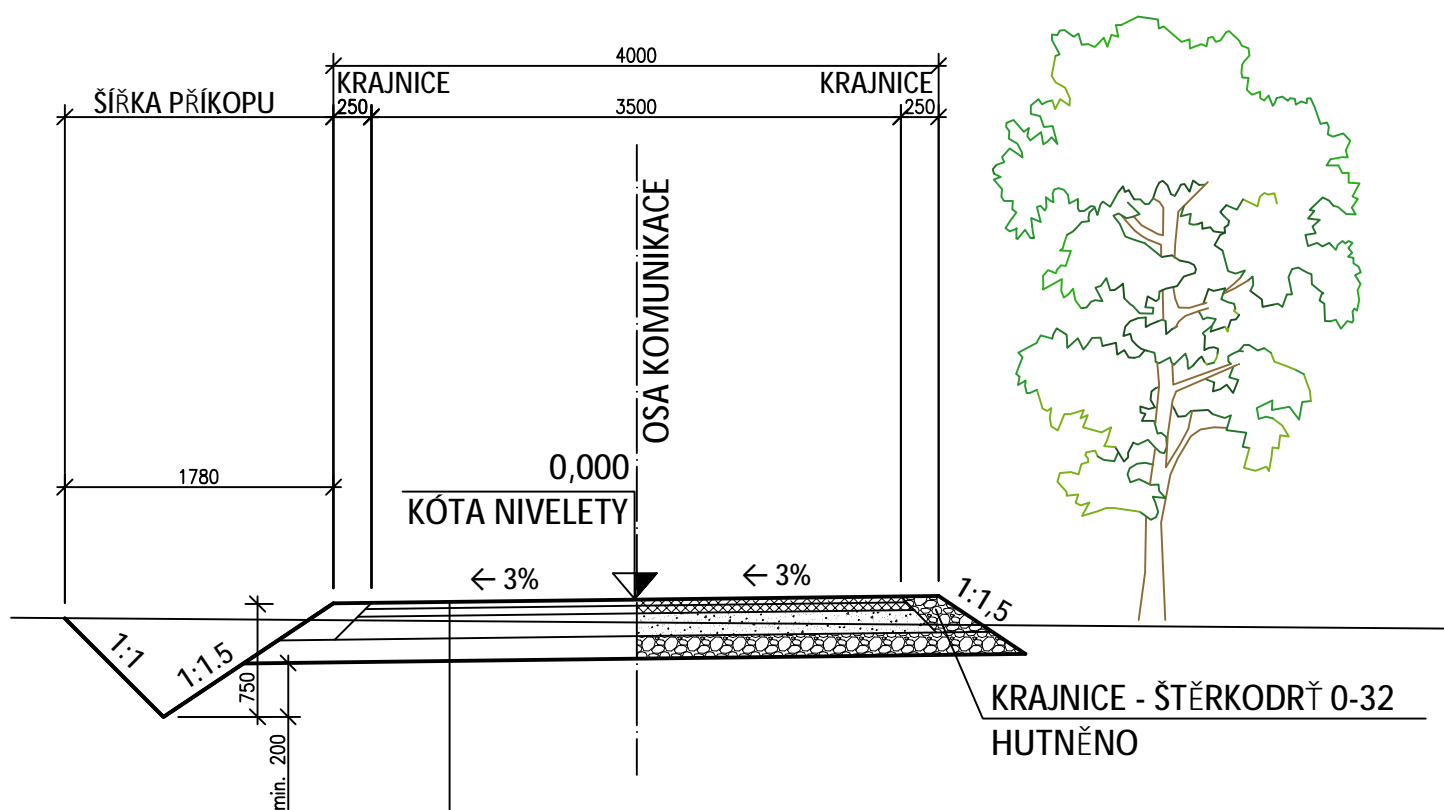 4000
KRAJNICE
KRAJNICE
ŠÍŘKA PŘÍKOPU
250
3500
250
OSA KOMUNIKACE
1780
0,000
KÓTA NIVELETY
← 3%
← 3%
1:1
1:1.5
1:1,5
750
min. 200
KRAJNICE - ŠTĚRKODRŤ 0-32
HUTNĚNO